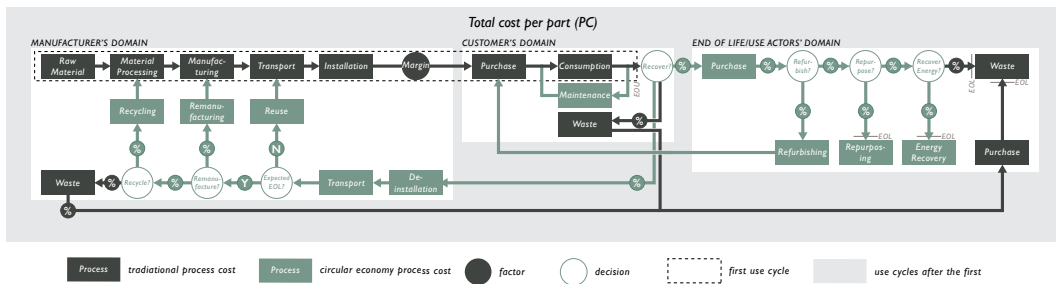 Total cost per part (PC)
MANUFACTURER'S DOMAIN
CUSTOMER'S DOMAIN
END OF LIFE/USE ACTORS' DOMAIN
Raw
Material
Material
Processing
Manufac-
turing
Transport
Installation
Margin
Purchase
Consumption
Recover?
%
Purchase
%
Refur-
bish?
%
Repur-
pose?
%
Recover
Energy?
%
EOL
Waste
EOL
Maintenance
EOU
Recycling
Remanu-
facturing
Reuse
Waste
%
%
%
%
%
%
N
Refurbishing
EOL
Repurpos-
ing
EOL
Energy
Recovery
Purchase
Waste
%
Recycle?
%
Remanu-
facture?
Y
Expected
EOL?
Transport
De-
installation
%
%
Process
tradiational process cost
Process
circular economy process cost
factor
decision
first use cycle
use cycles after the first